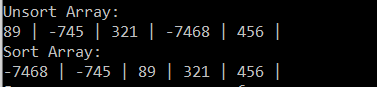 Unsort Array:
89 | -745 | 321 | -7468 | 456 |
Sort Array:
-7468 | -745 | 89 | 321 | 456 |